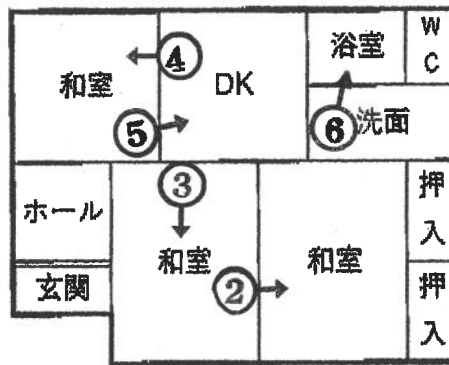 和室
④
DK
浴室
WC
⑤
⑥
洗面
③
ホール
和室
和室
押入
玄関
②
押入